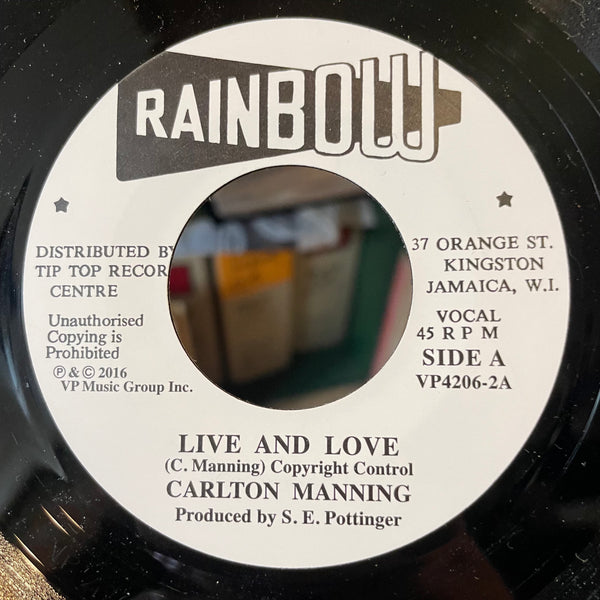 RAINBOW
DISTRIBUTED BY
TIP TOP RECOR
CENTRE
Unauthorised
Copying is
Prohibited
℗ & © 2016
VP Music Group Inc.
37 ORANGE ST.
KINGSTON
JAMAICA, W.I.
VOCAL
45 R P M
SIDE A
VP4206-2A
LIVE AND LOVE
(C. Manning) Copyright Control
CARLTON MANNING
Produced by S. E. Pottinger